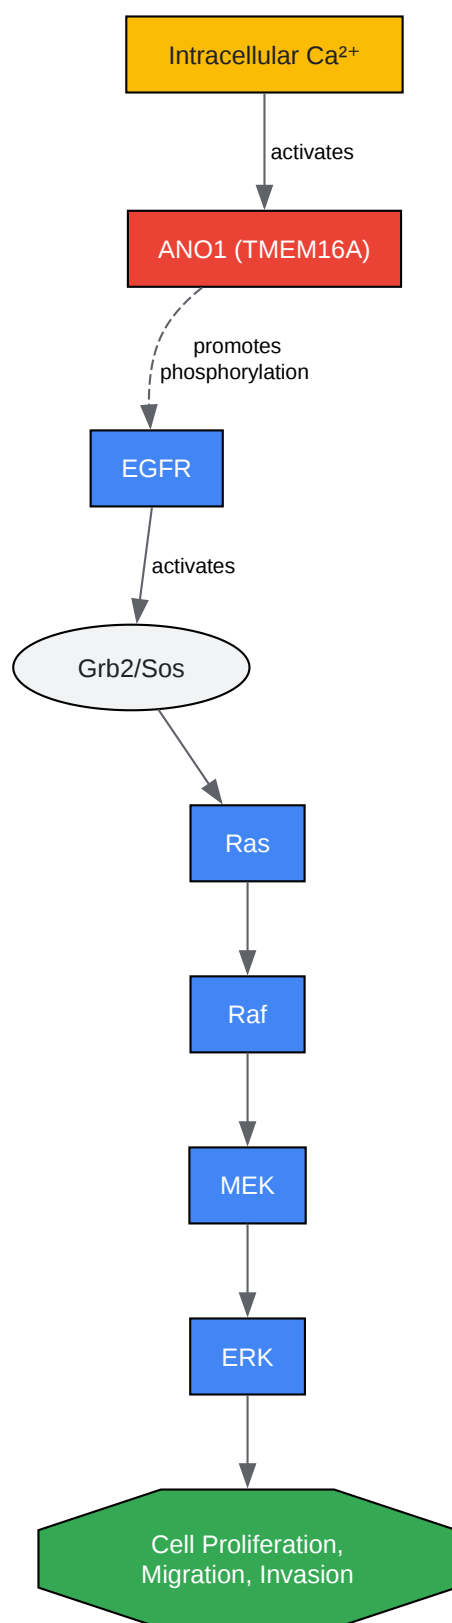 Intracellular Ca²⁺
activates
ANO1 (TMEM16A)
promotes
phosphorylation
EGFR
activates
Grb2/Sos
Ras
Raf
MEK
ERK
Cell Proliferation,
Migration, Invasion